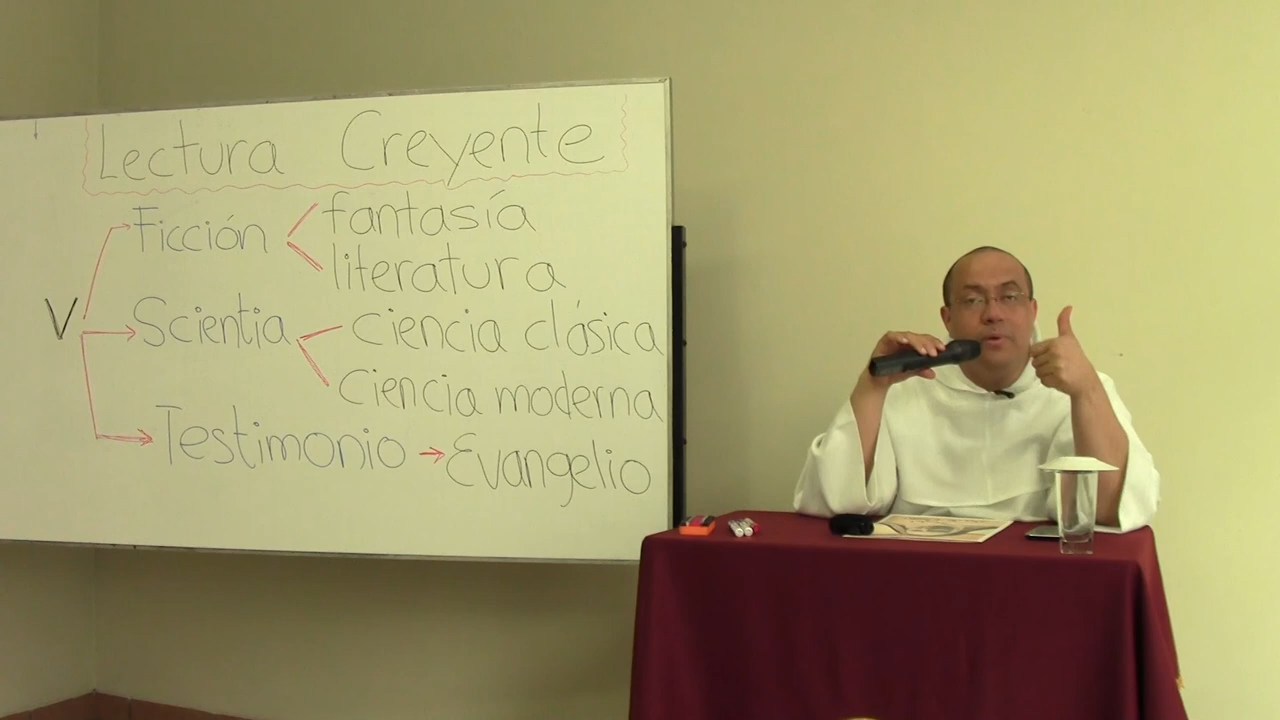 Lectura Creyente
Ficción
fantasía
literatura
V
Scientia
ciencia clásica
ciencia moderna
Testimonio → Evangelio